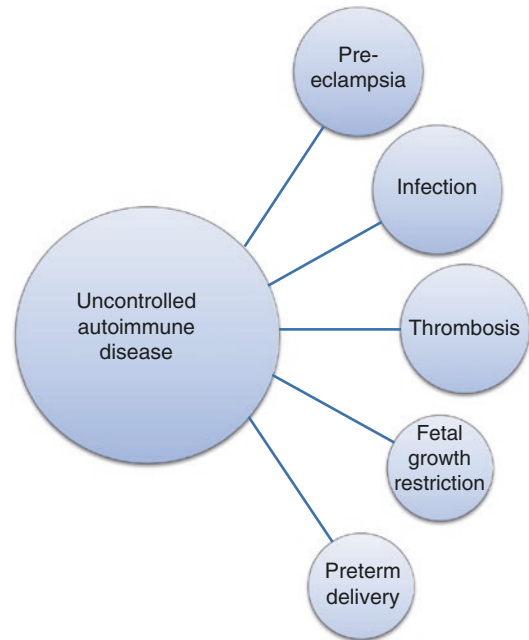 Pre-
eclampsia
Infection
Uncontrolled
autoimmune
disease
Thrombosis
Fetal
growth
restriction
Preterm
delivery